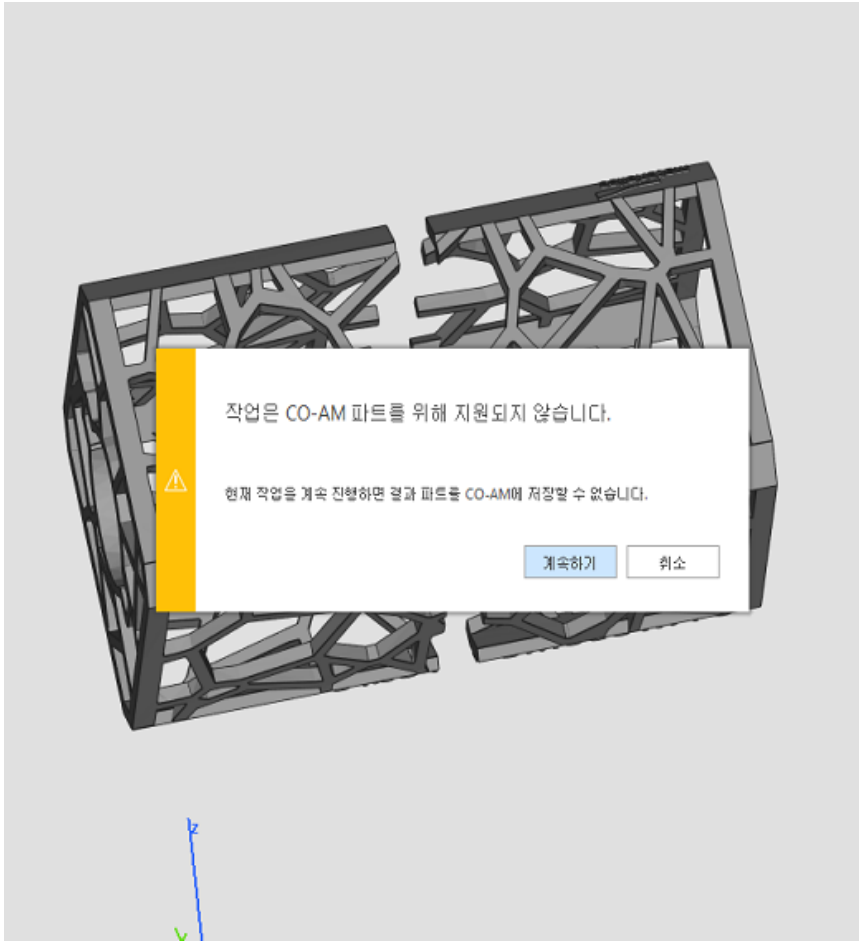 작업은 CO-AM 파트를 위해 지원되지 않습니다.
현재 작업을 계속 진행하면 결과 파트를 CO-AM에 저장할 수 없습니다.
계속하기
취소
z
y